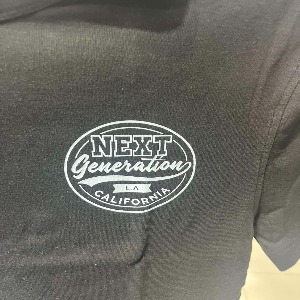 NEXT
Generation
L.A
CALIFORNIA